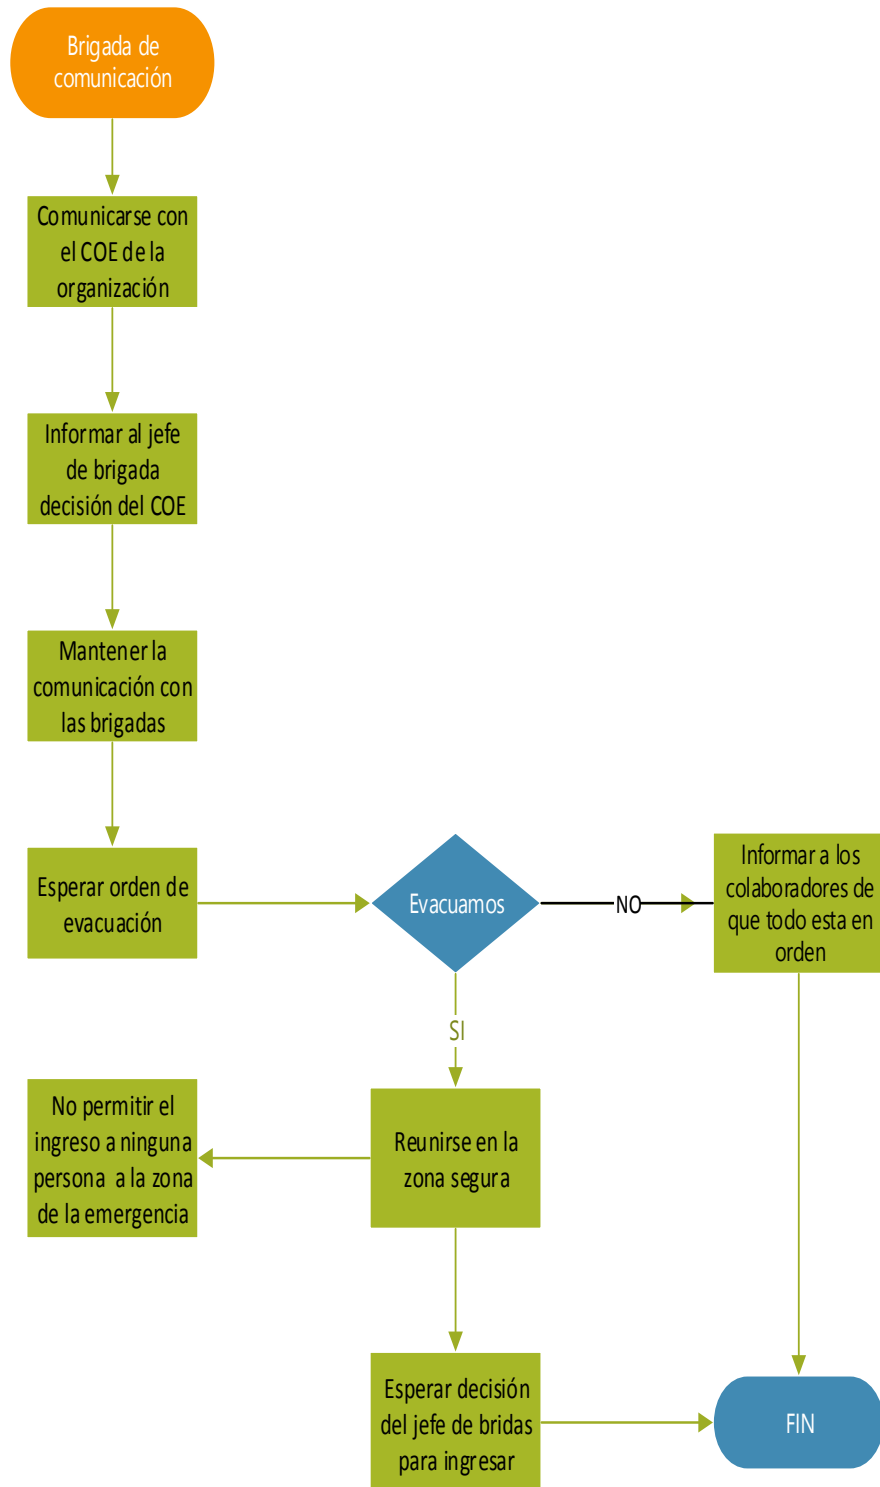 Brigada de
comunicación
Comunicarse con
el COE de la
organización
Informar al jefe
de brigada
decisión del COE
Mantener la
comunicación con
las brigadas
Esperar orden de
evacuación
Evacuamos
NO
Informar a los
colaboradores de
que todo esta en
orden
SI
No permitir el
ingreso a ninguna
persona a la zona
de la emergencia
Reunirse en la
zona segura
Esperar decisión
del jefe de bridas
para ingresar
FIN